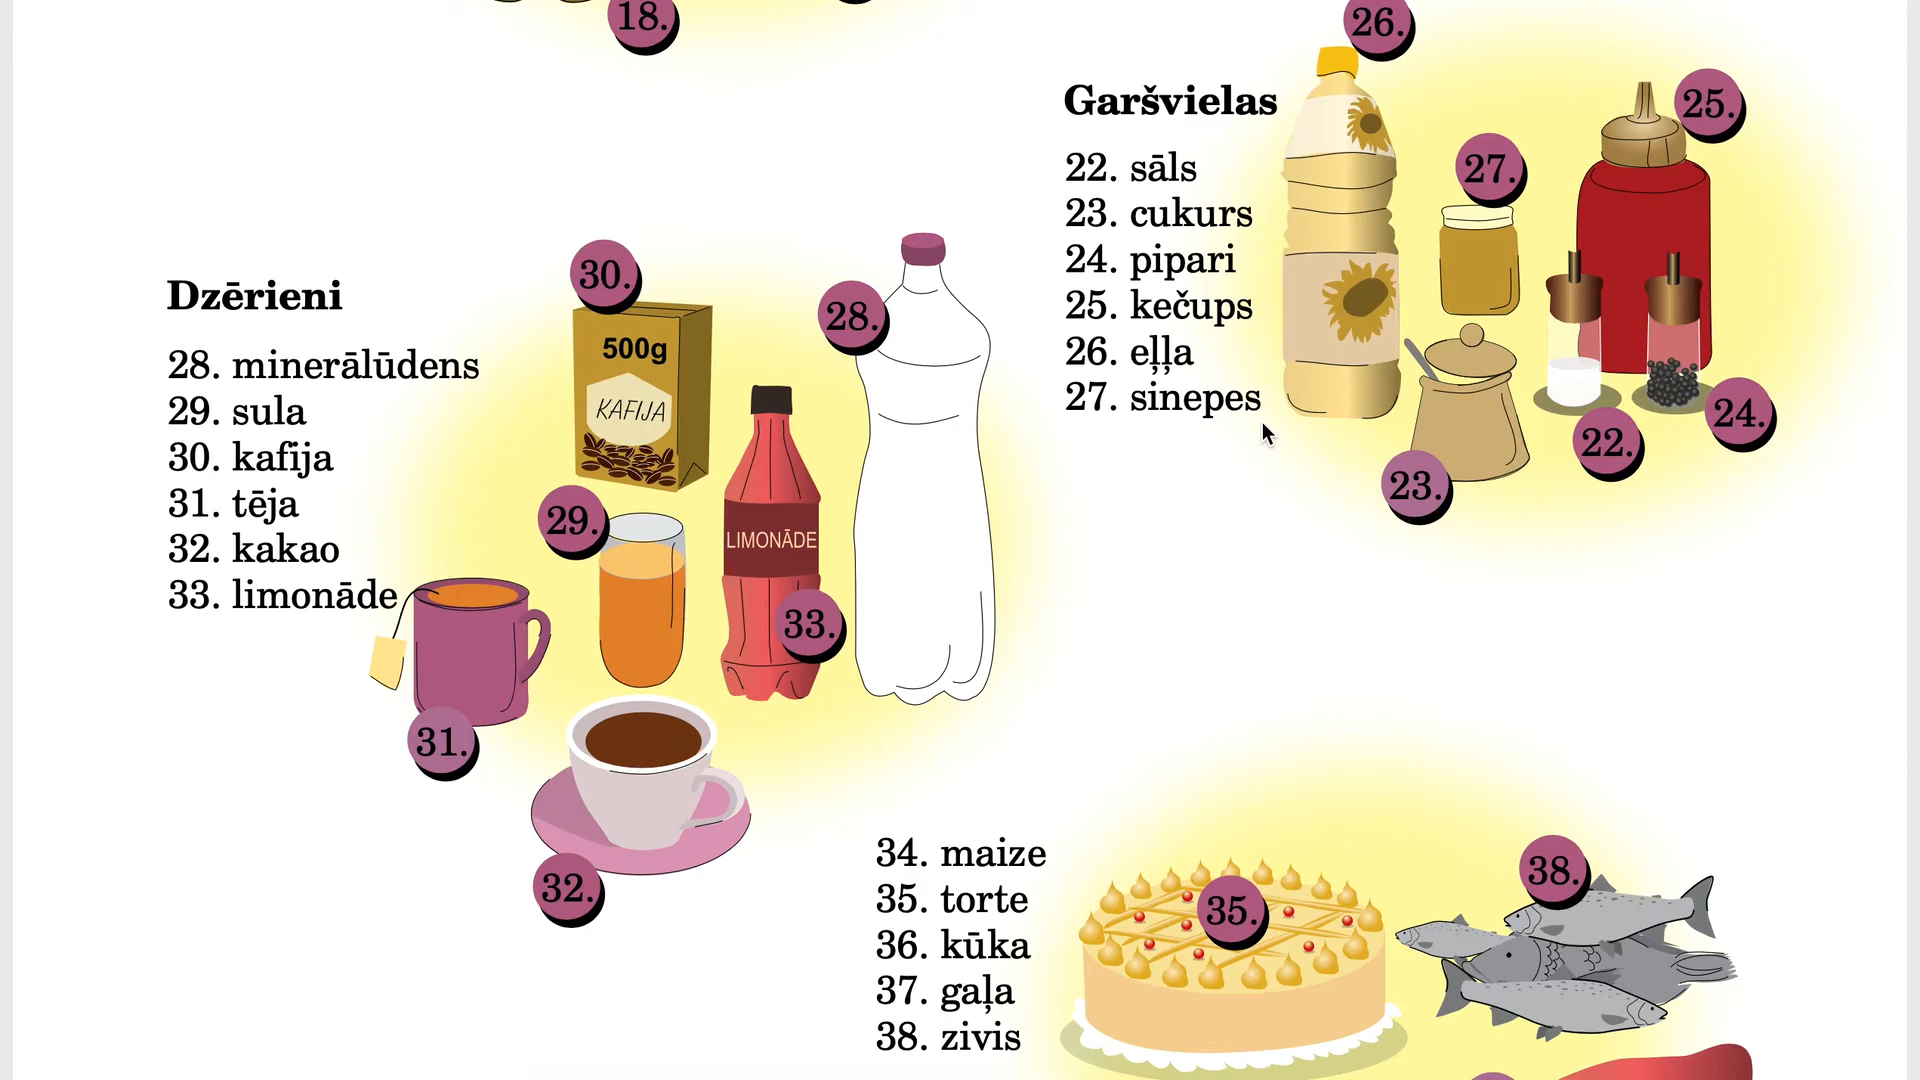 18.
26.
Garšvielas
25.
22. sāls
23. cukurs
24. pipari
25. kečups
26. eļļa
27. sinepes
27.
24.
22.
23.
Dzērieni
28. minerālūdens
29. sula
30. kafija
31. tēja
32. kakao
33. limonāde
30.
500g
KAFIJA
28.
29.
LIMONĀDE
33.
31.
32.
34. maize
35. torte
36. kūka
37. gaļa
38. zivis
35.
38.